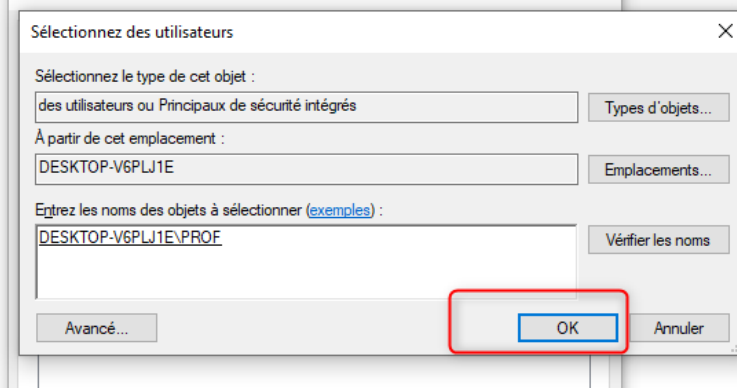 Sélectionnez des utilisateurs
Sélectionnez le type de cet objet :
des utilisateurs ou Principaux de sécurité intégrés
Types d'objets...
À partir de cet emplacement :
DESKTOP-V6PLJ1E
Emplacements...
Entrez les noms des objets à sélectionner (exemples) :
DESKTOP-V6PLJ1E\PROF
Vérifier les noms
Avancé...
OK
Annuler